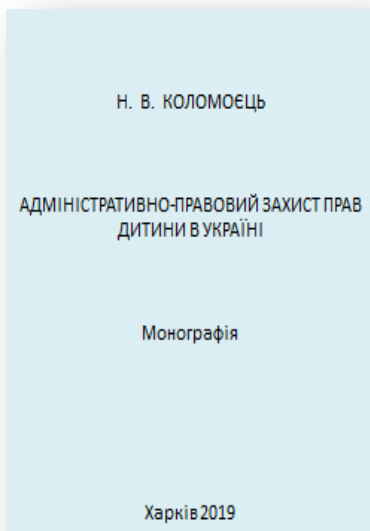 Н. В. КОЛОМОЄЦЬ
АДМІНІСТРАТИВНО-ПРАВОВИЙ ЗАХИСТ ПРАВ
ДИТИНИ В УКРАЇНІ
Монографія
Харків 2019